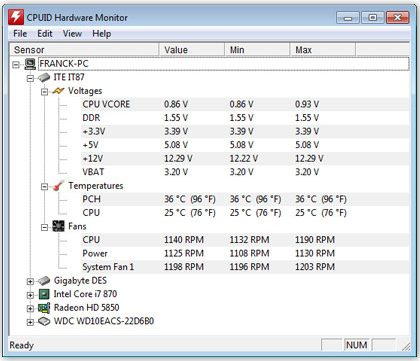 CPUID Hardware Monitor
File Edit View Help
Sensor Value Min Max
FRANCK-PC
ITE IT87
Voltages
CPU VCORE 0.86 V 0.86 V 0.93 V
DDR 1.55 V 1.55 V 1.55 V
+3.3V 3.39 V 3.39 V 3.39 V
+5V 5.08 V 5.08 V 5.08 V
+12V 12.29 V 12.22 V 12.29 V
VBAT 3.20 V 3.20 V 3.20 V
Temperatures
PCH 36 °C (96 °F) 36 °C (96 °F) 36 °C (96 °F)
CPU 25 °C (76 °F) 25 °C (76 °F) 25 °C (76 °F)
Fans
CPU 1140 RPM 1132 RPM 1190 RPM
Power 1125 RPM 1108 RPM 1130 RPM
System Fan 1 1198 RPM 1196 RPM 1203 RPM
Gigabyte DES
Intel Core i7 870
Radeon HD 5850
WDC WD10EACS-22D6B0
Ready NUM